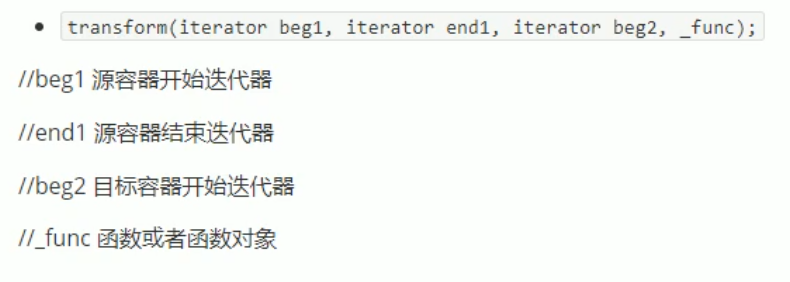 transform(iterator beg1, iterator end1, iterator beg2, _func);
//beg1 源容器开始迭代器
//end1 源容器结束迭代器
//beg2 目标容器开始迭代器
//_func 函数或者函数对象